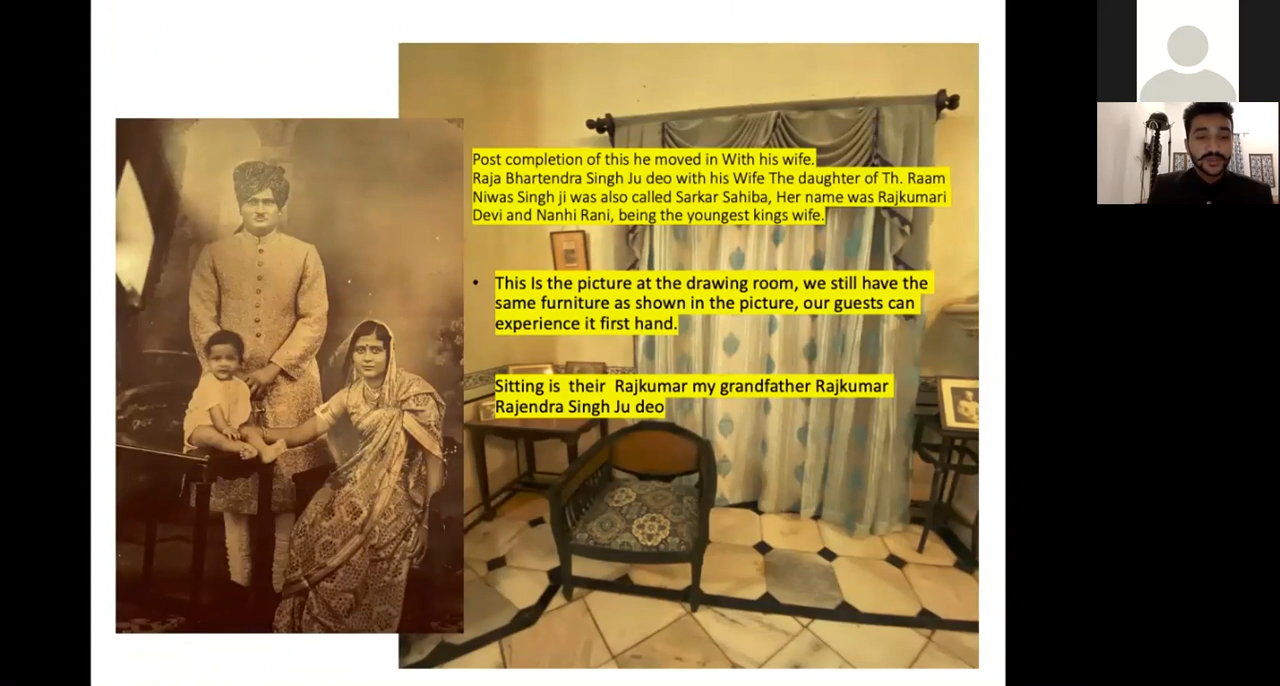 Post completion of this he moved in With his wife.
Raja Bhartendra Singh Ju deo with his Wife The daughter of Th. Raam
Niwas Singh ji was also called Sarkar Sahiba, Her name was Rajkumari
Devi and Nanhi Rani, being the youngest kings wife.
• This Is the picture at the drawing room, we still have the
same furniture as shown in the picture, our guests can
experience it first hand.
Sitting is their Rajkumar my grandfather Rajkumar
Rajendra Singh Ju deo